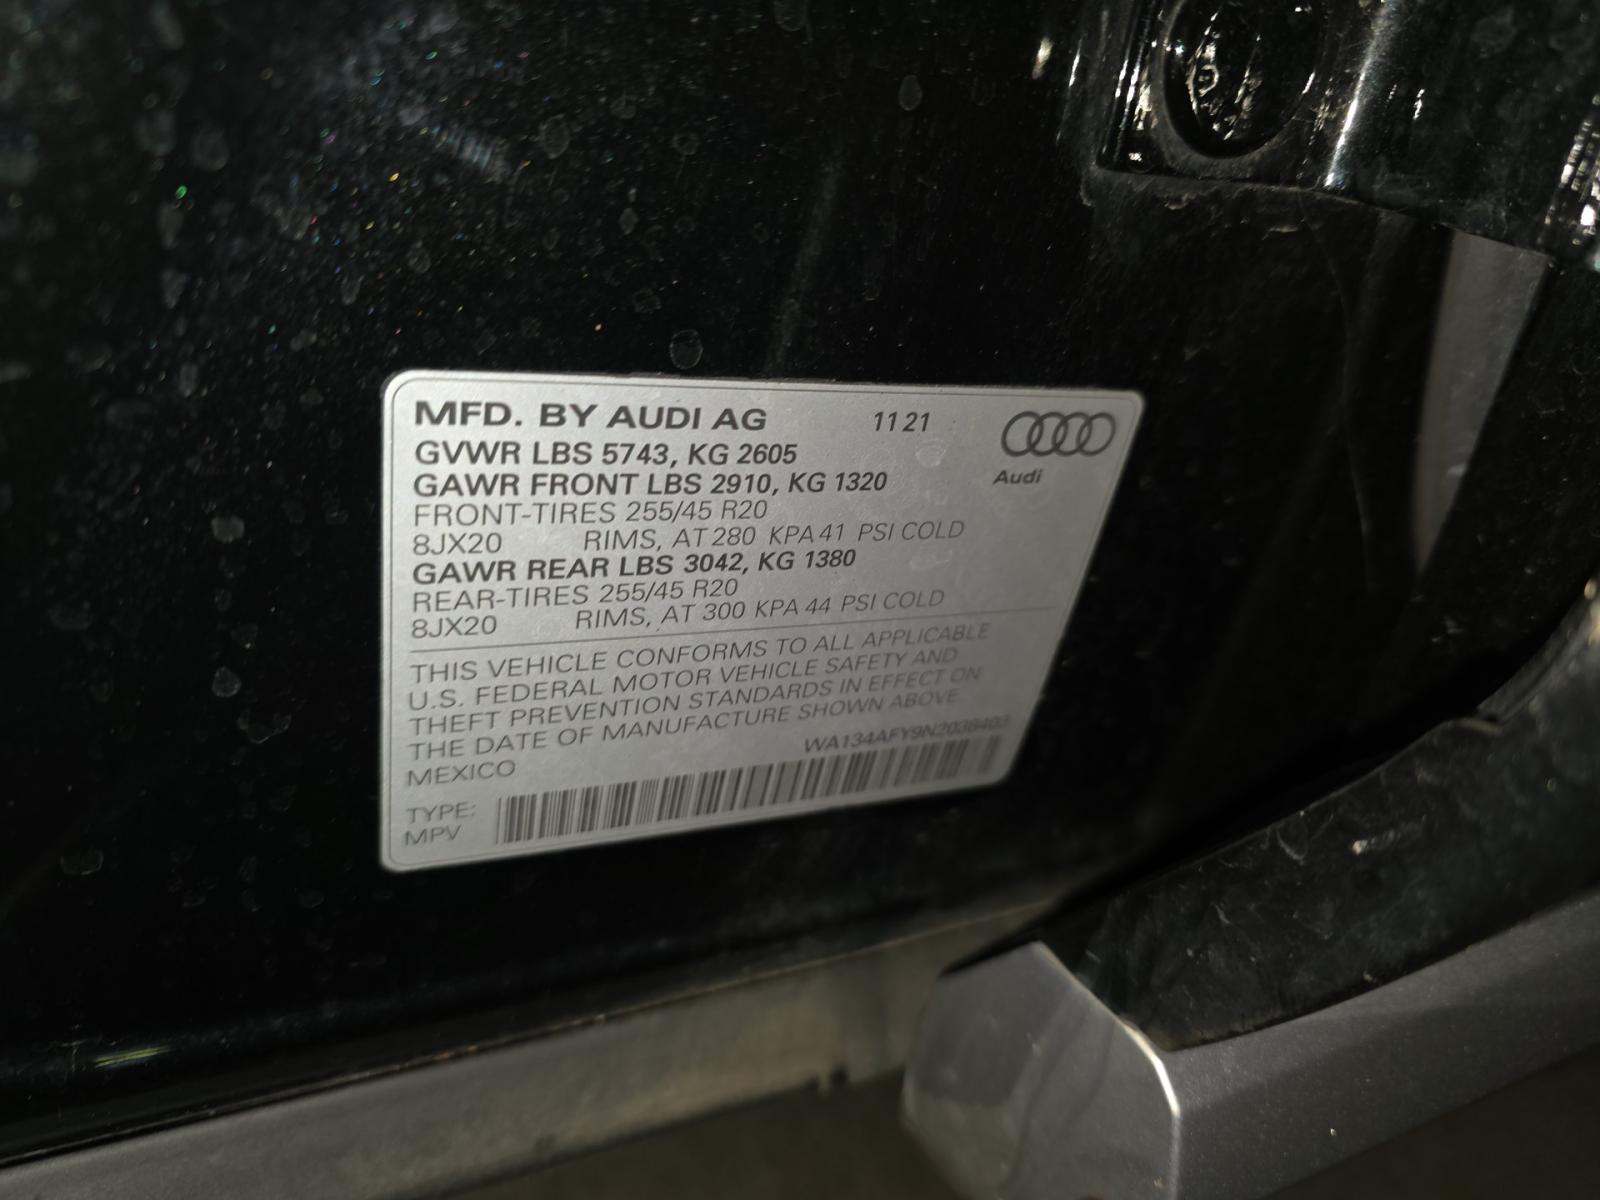 MFD. BY AUDI AG 11 21
GVWR LBS 5743, KG 2605
GAWR FRONT LBS 2910, KG 1320
Audi
FRONT-TIRES 255/45 R20
8JX20 RIMS, AT 280 KPA 41 PSI COLD
GAWR REAR LBS 3042, KG 1380
REAR-TIRES 255/45 R20
8JX20 RIMS, AT 300 KPA 44 PSI COLD
THIS VEHICLE CONFORMS TO ALL APPLICABLE
U.S. FEDERAL MOTOR VEHICLE SAFETY AND
THEFT PREVENTION STANDARDS IN EFFECT ON
THE DATE OF MANUFACTURE SHOWN ABOVE
MEXICO
TYPE:
MPV